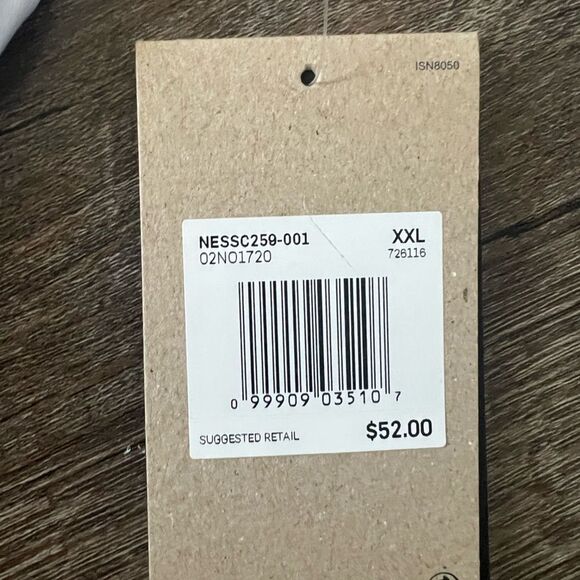 ISN8050
NESSC259-001 XXL
02NO1720 726116
0 99909 03510 7
SUGGESTED RETAIL $52.00